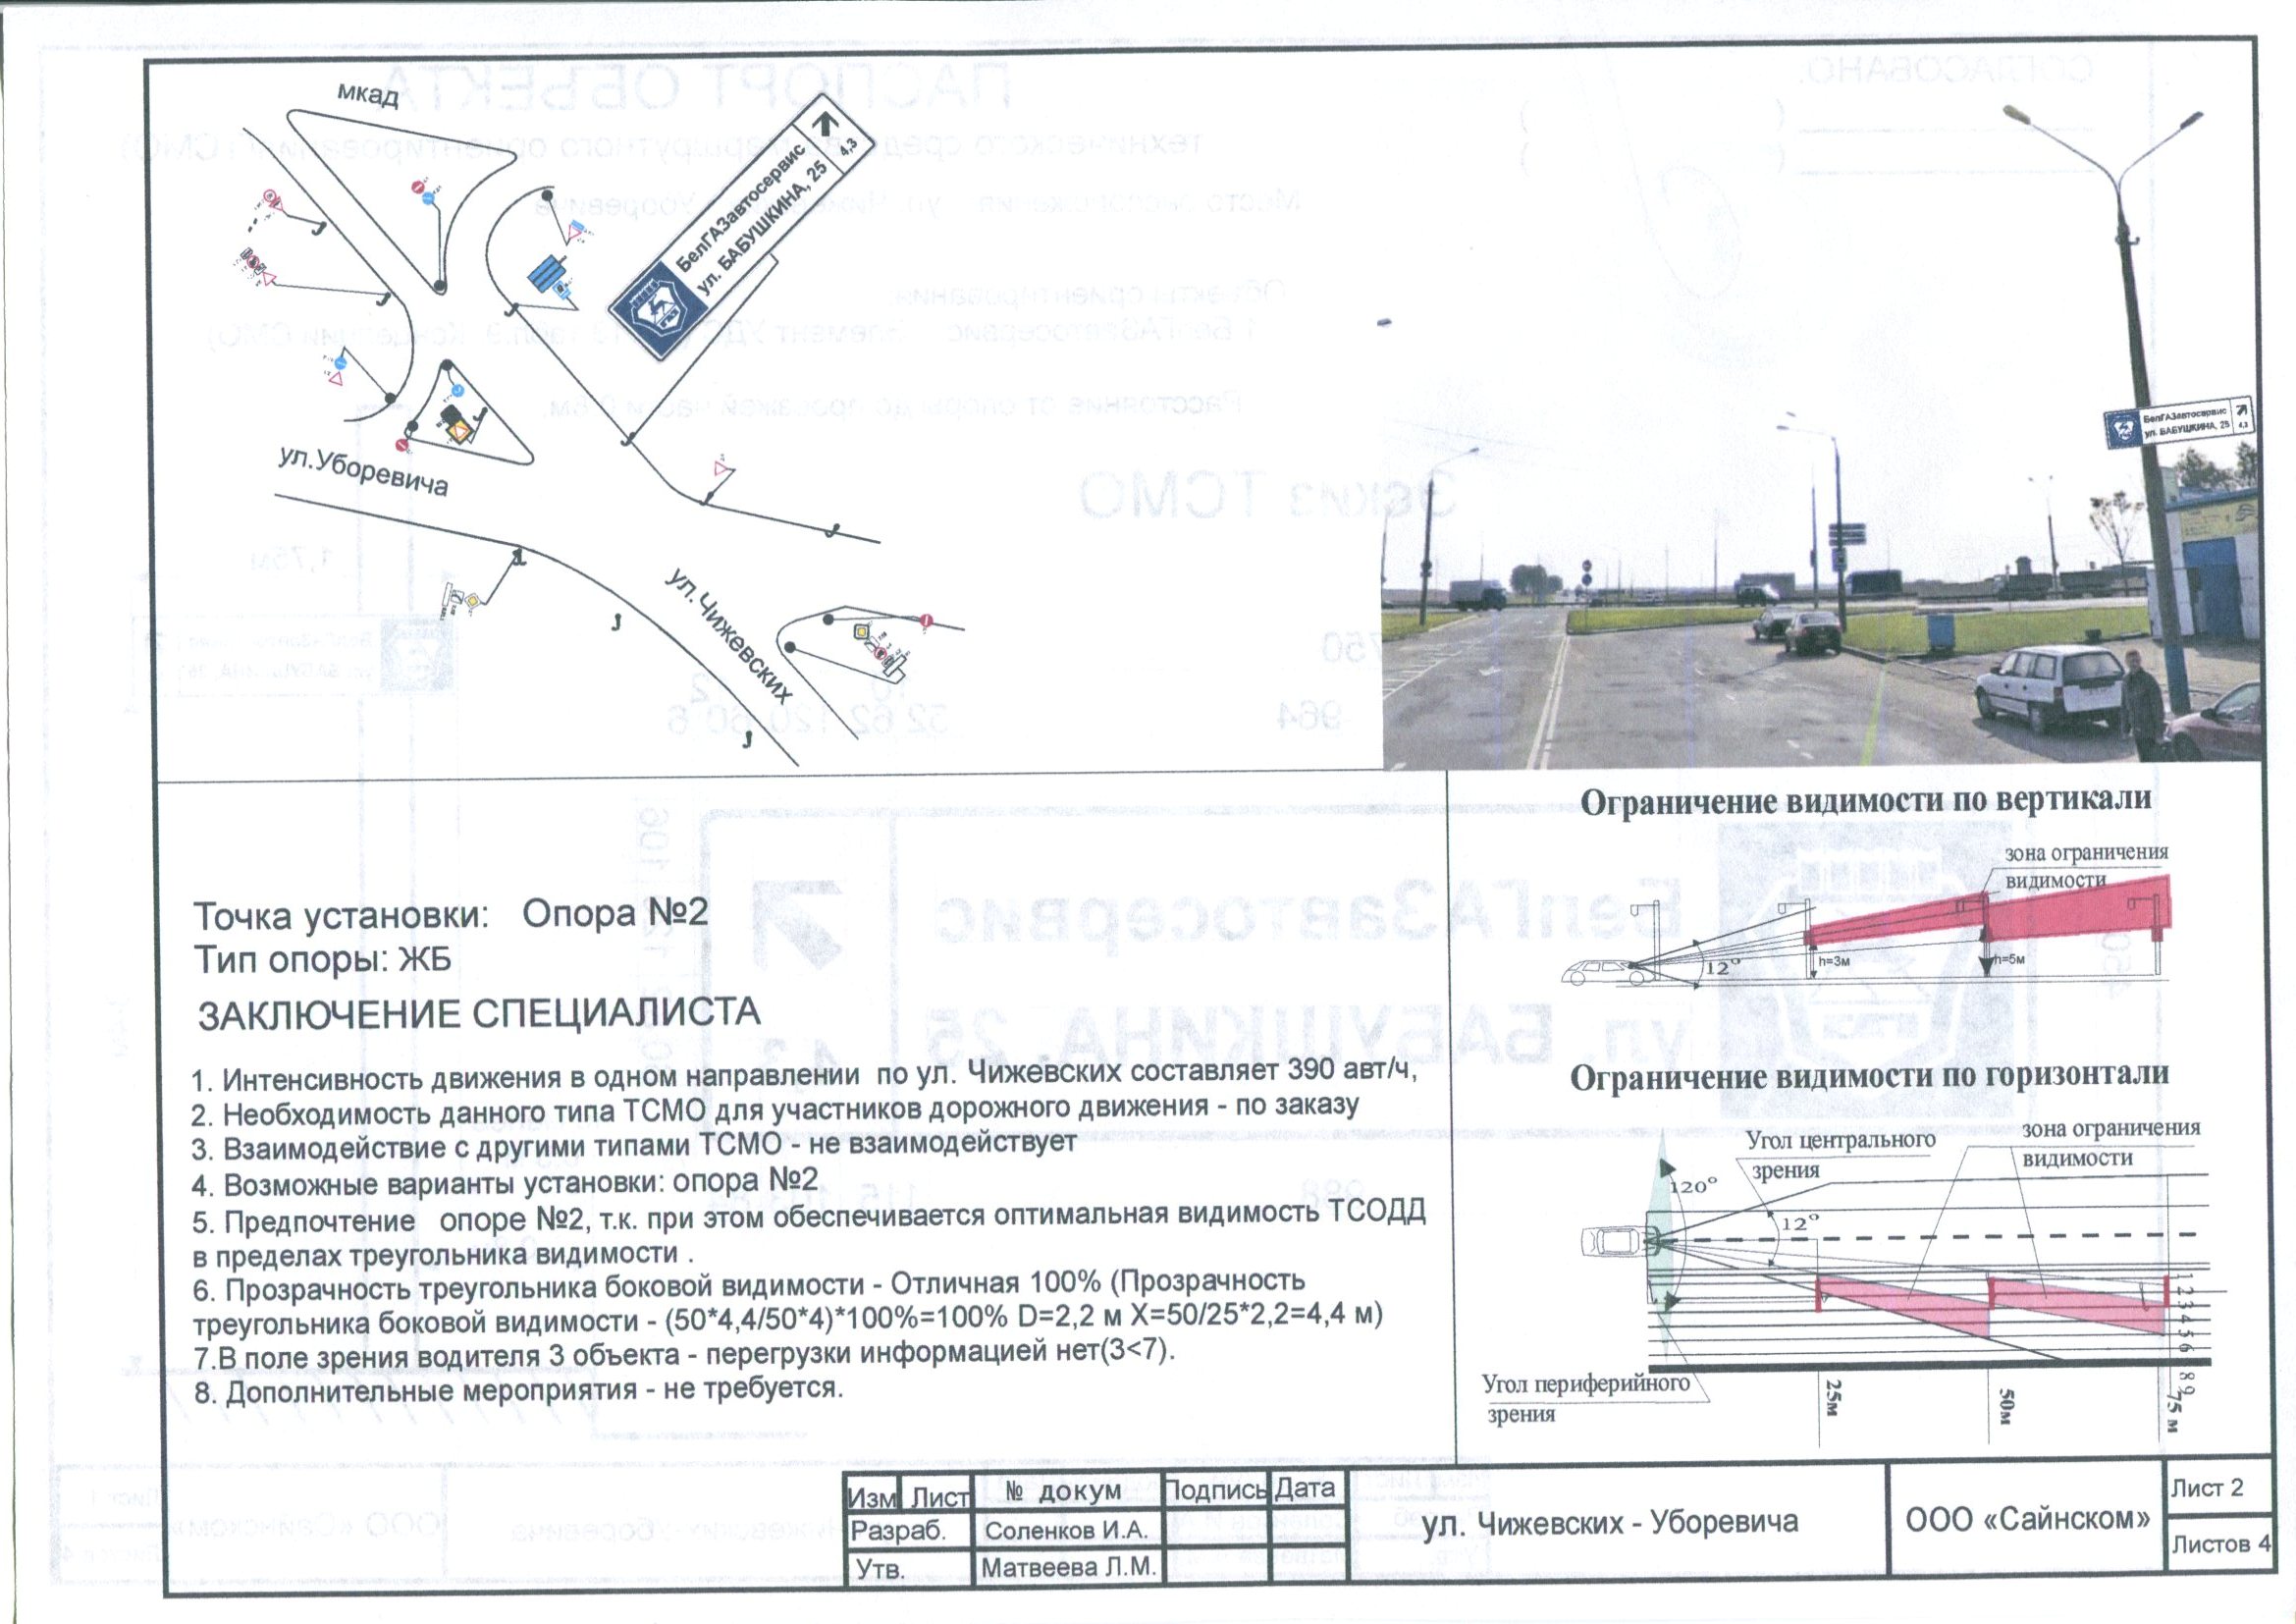 мкад
БелГАЗавтосервис
ул. БАБУШКИНА, 25
4,3
ул.Уборевича
ул.Чижевских
БелГАЗавтосервис
ул. БАБУШКИНА, 25
4,3
Точка установки: Опора №2
Тип опоры: ЖБ
ЗАКЛЮЧЕНИЕ СПЕЦИАЛИСТА
1. Интенсивность движения в одном направлении по ул. Чижевских составляет 390 авт/ч,
2. Необходимость данного типа ТСМО для участников дорожного движения - по заказу
3. Взаимодействие с другими типами ТСМО - не взаимодействует
4. Возможные варианты установки: опора №2
5. Предпочтение опоре №2, т.к. при этом обеспечивается оптимальная видимость ТСОДД
в пределах треугольника видимости .
6. Прозрачность треугольника боковой видимости - Отличная 100% (Прозрачность
треугольника боковой видимости - (50*4,4/50*4)*100%=100% D=2,2 м X=50/25*2,2=4,4 м)
7.В поле зрения водителя 3 объекта - перегрузки информацией нет(3<7).
8. Дополнительные мероприятия - не требуется.
Ограничение видимости по вертикали
зона ограничения
видимости
12°
h=3м
h=5м
Ограничение видимости по горизонтали
Угол центрального
зрения
зона ограничения
видимости
120°
12°
1 2 3 4 5 6 8 9
Угол периферийного
зрения
25м
50м
75 м
Изм Лист № докум Подпись Дата
Разраб. Соленков И.А.
Утв. Матвеева Л.М.
ул. Чижевских - Уборевича
ООО «Сайнском»
Лист 2
Листов 4